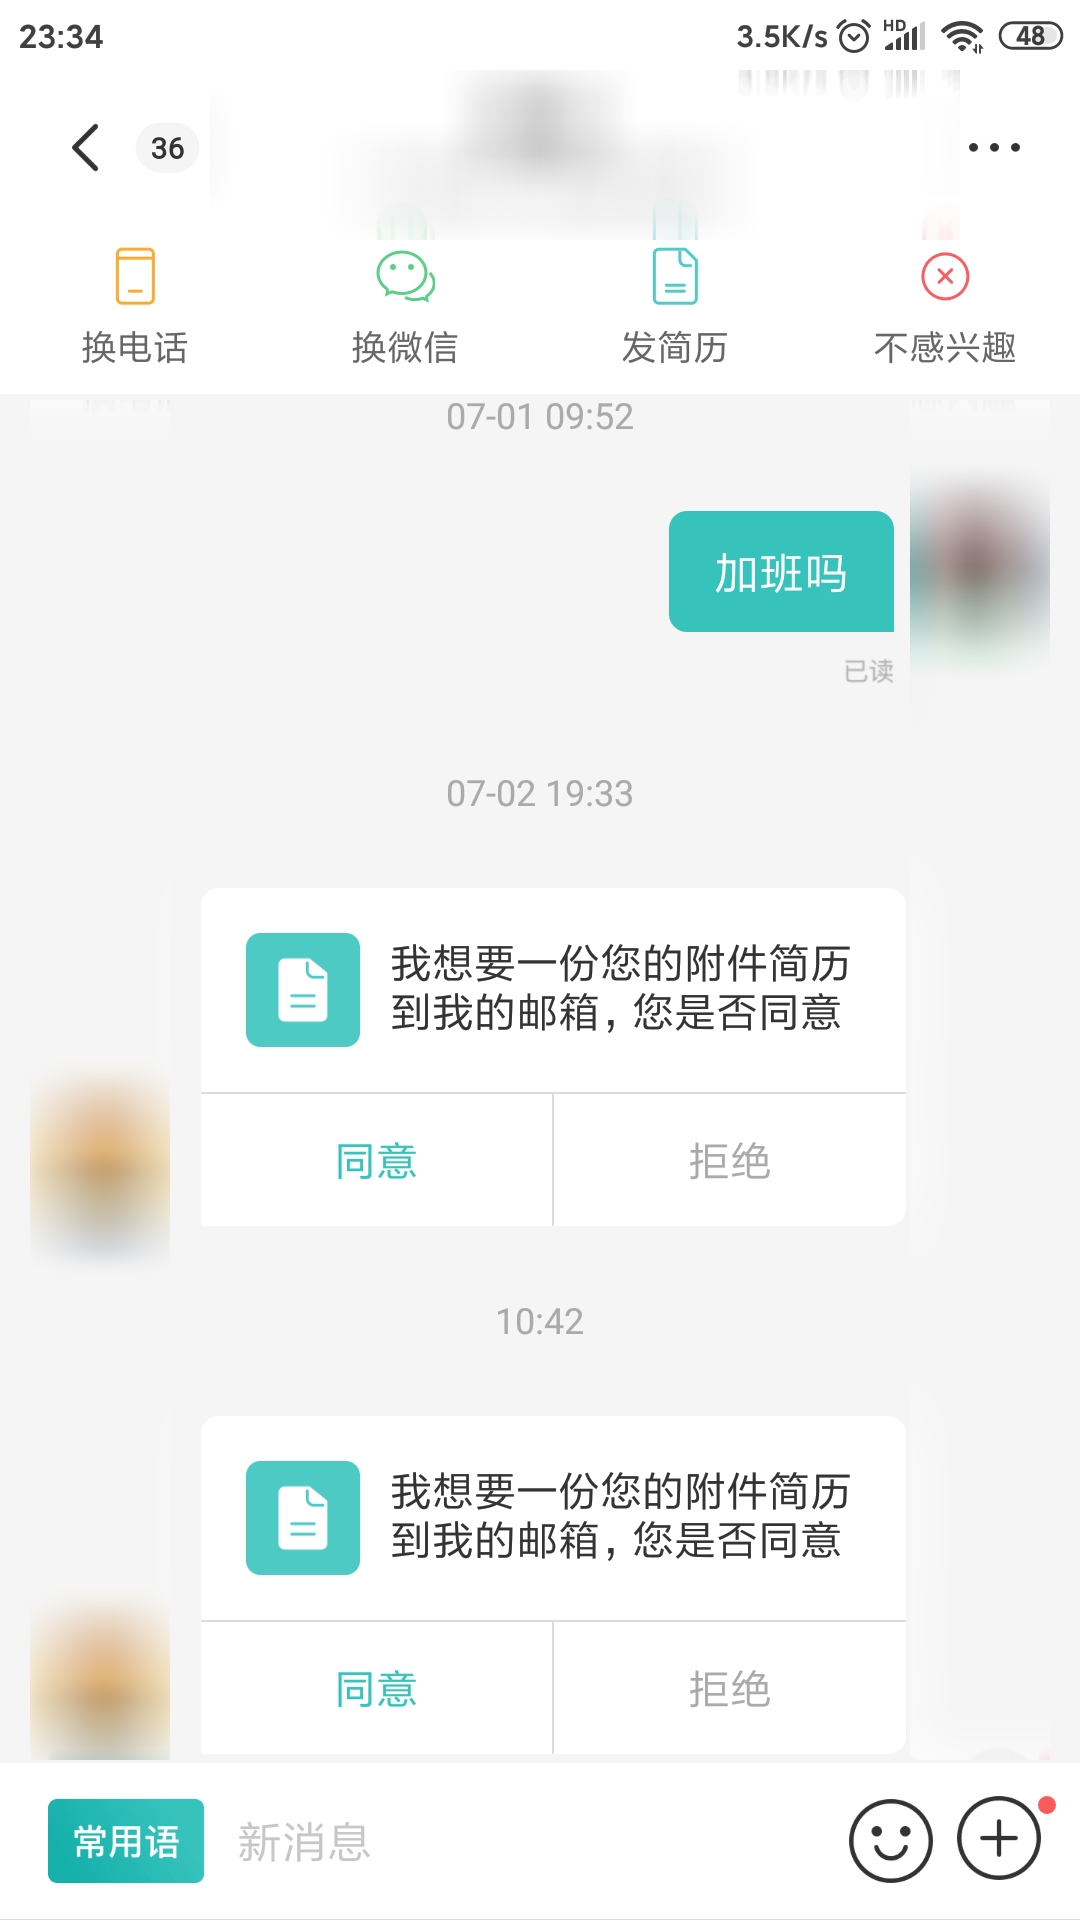 23:34
3.5K/s HD 48
36
换电话 换微信 发简历 不感兴趣
07-01 09:52
加班吗
已读
07-02 19:33
我想要一份您的附件简历
到我的邮箱，您是否同意
同意 拒绝
10:42
我想要一份您的附件简历
到我的邮箱，您是否同意
同意 拒绝
常用语 新消息